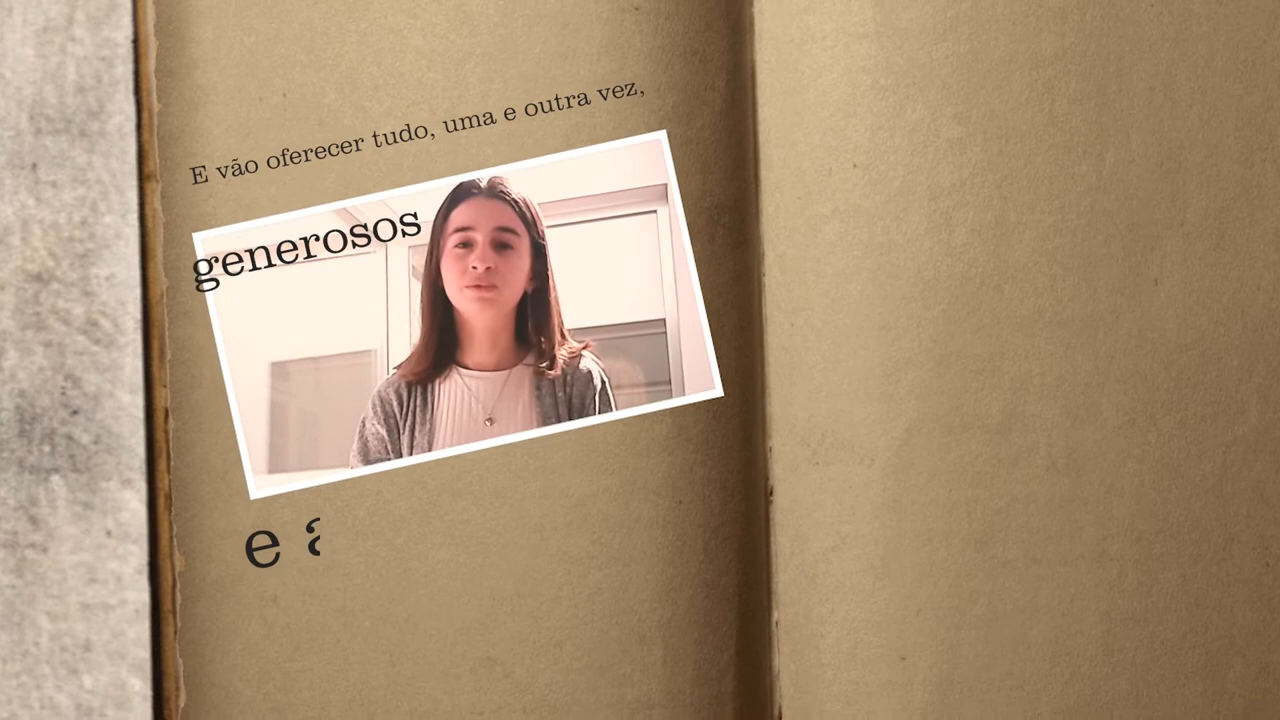 E vão oferecer tudo, uma e outra vez,
generosos
e